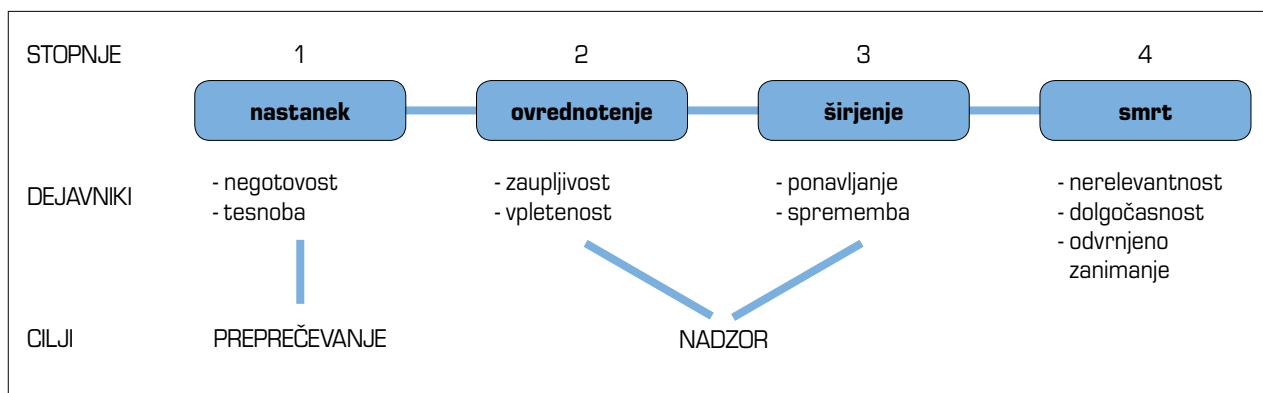 STOPNJE 1 2 3 4
nastanek ovrednotenje širjenje smrt
DEJAVNIKI
- negotovost
- tesnoba
- zaupljivost
- vpletenost
- ponavljanje
- sprememba
- nerelevantnost
- dolgočasnost
- odvrnjeno
zanimanje
CILJI PREPREČEVANJE NADZOR